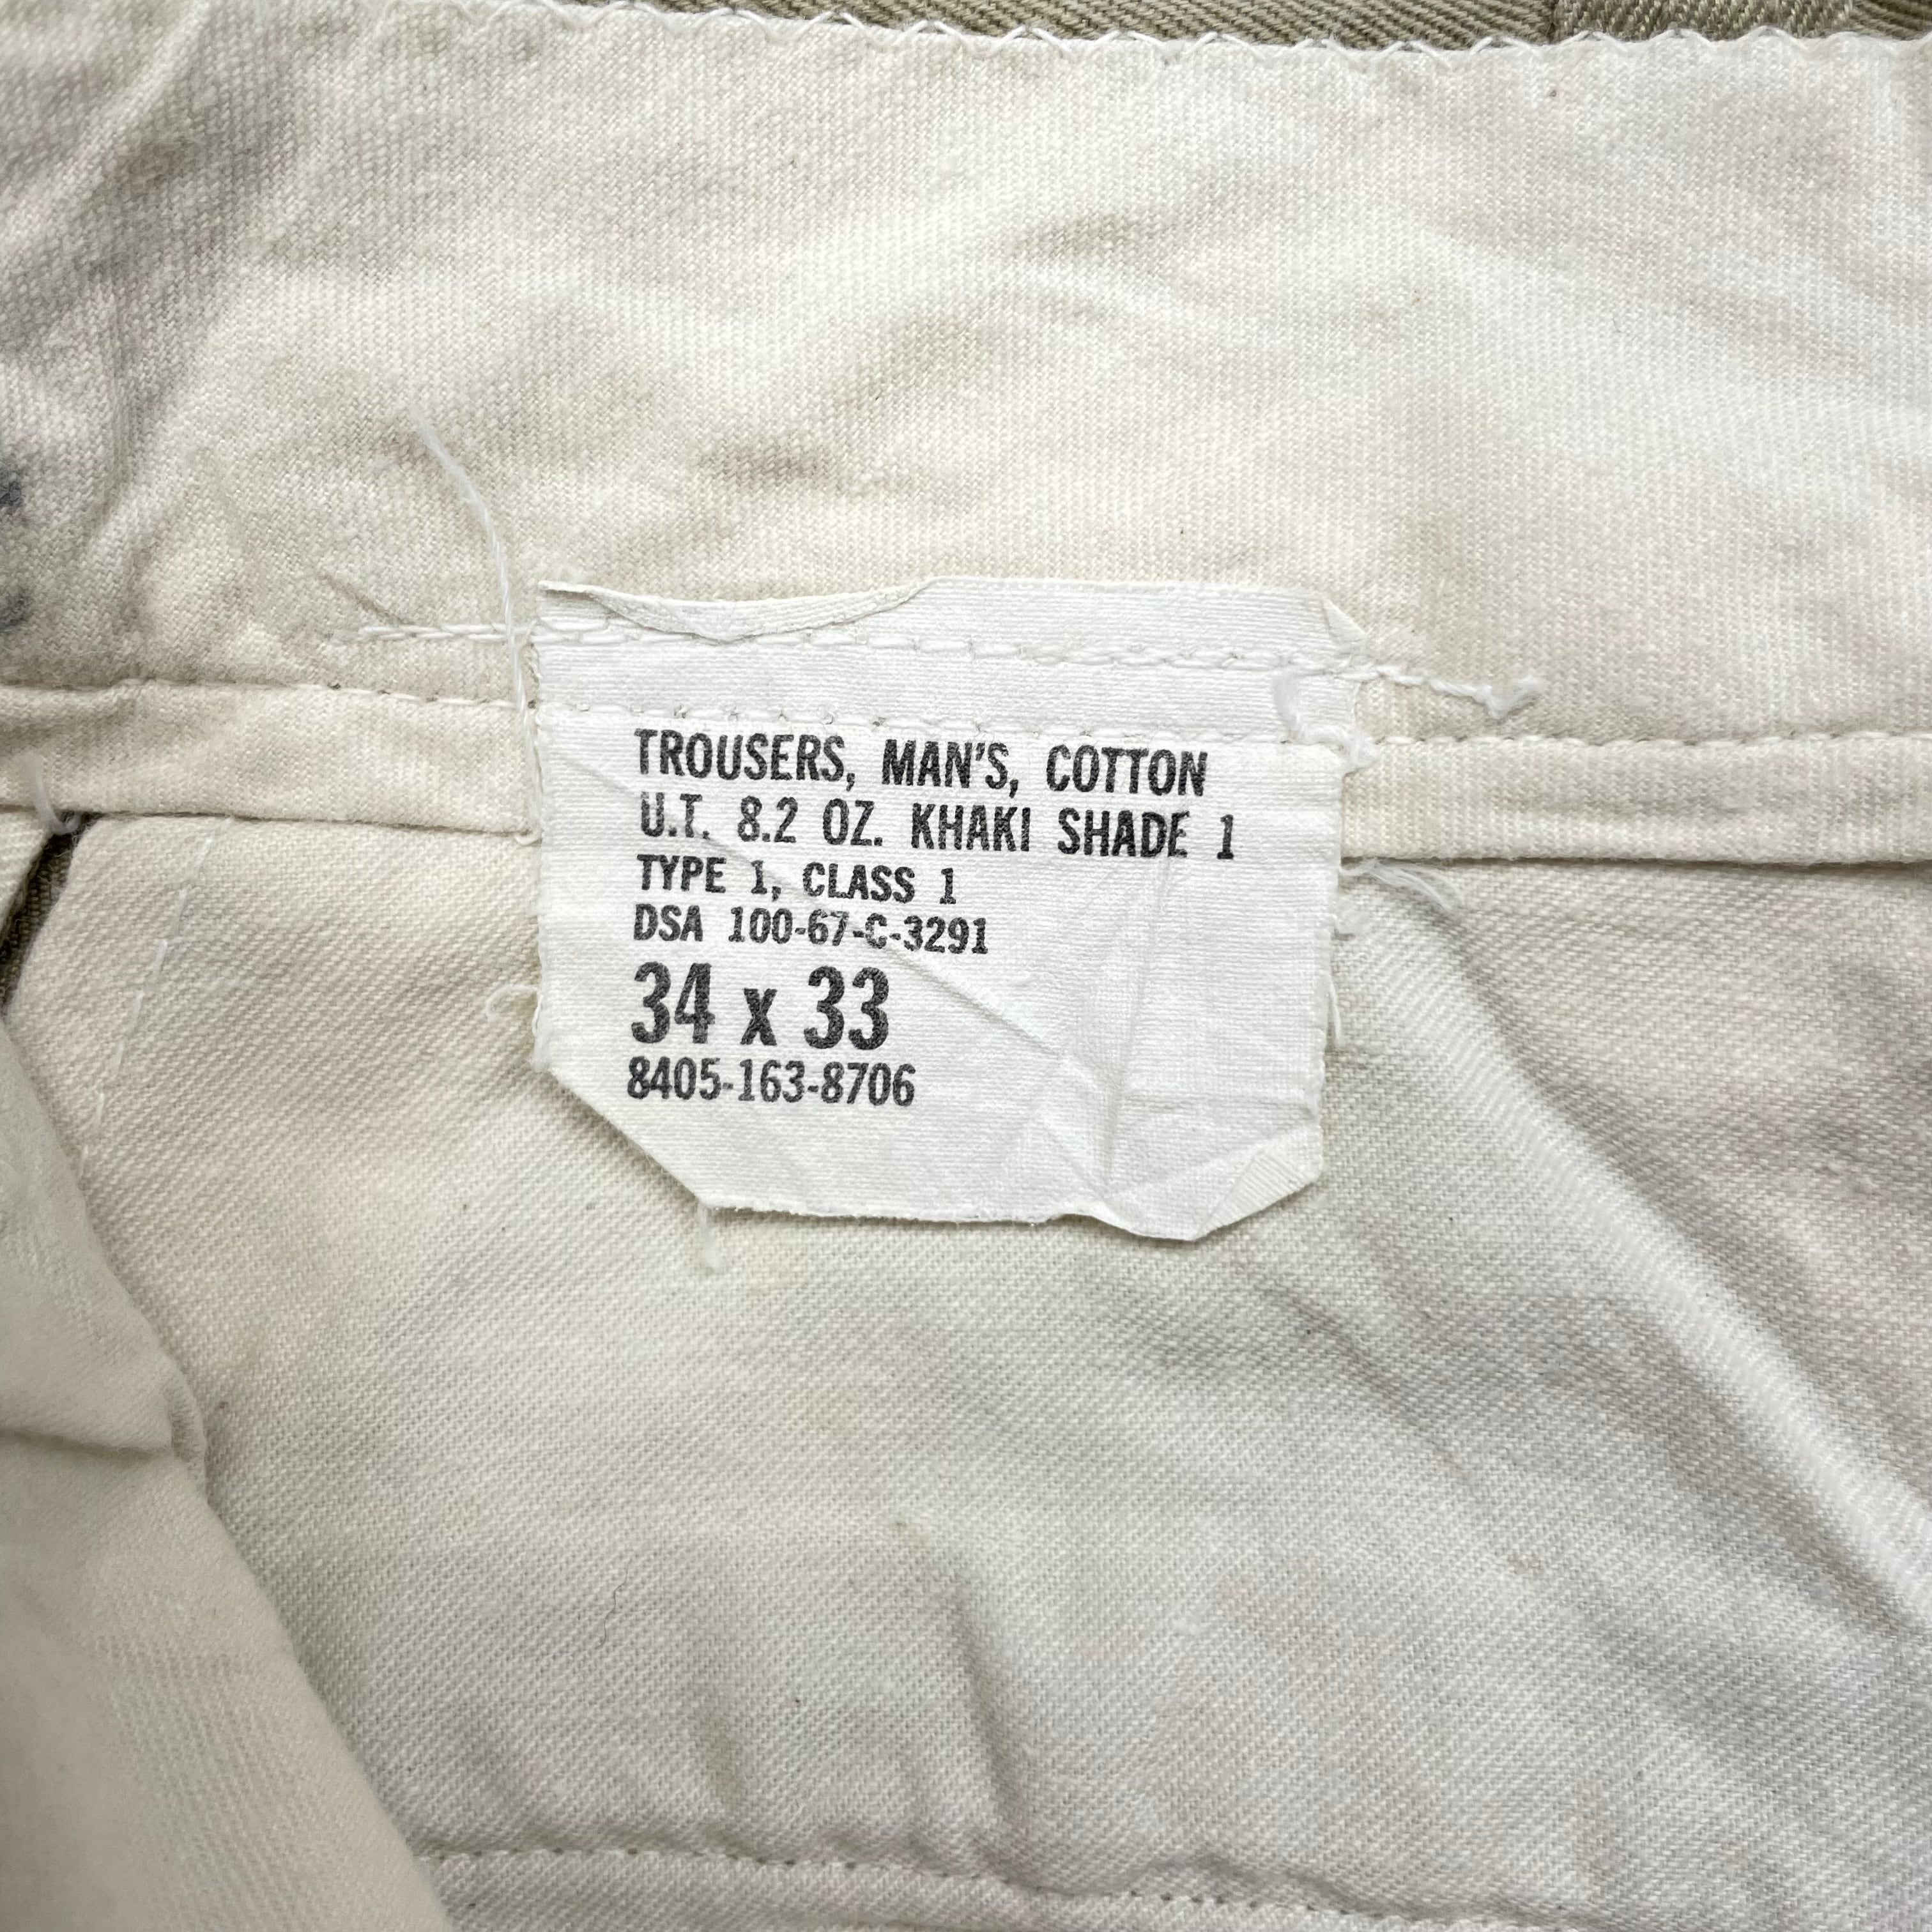 TROUSERS, MAN'S, COTTON
U.T. 8.2 OZ. KHAKI SHADE 1
TYPE 1, CLASS 1
DSA 100-67-C-3291
34 x 33
8405-163-8706